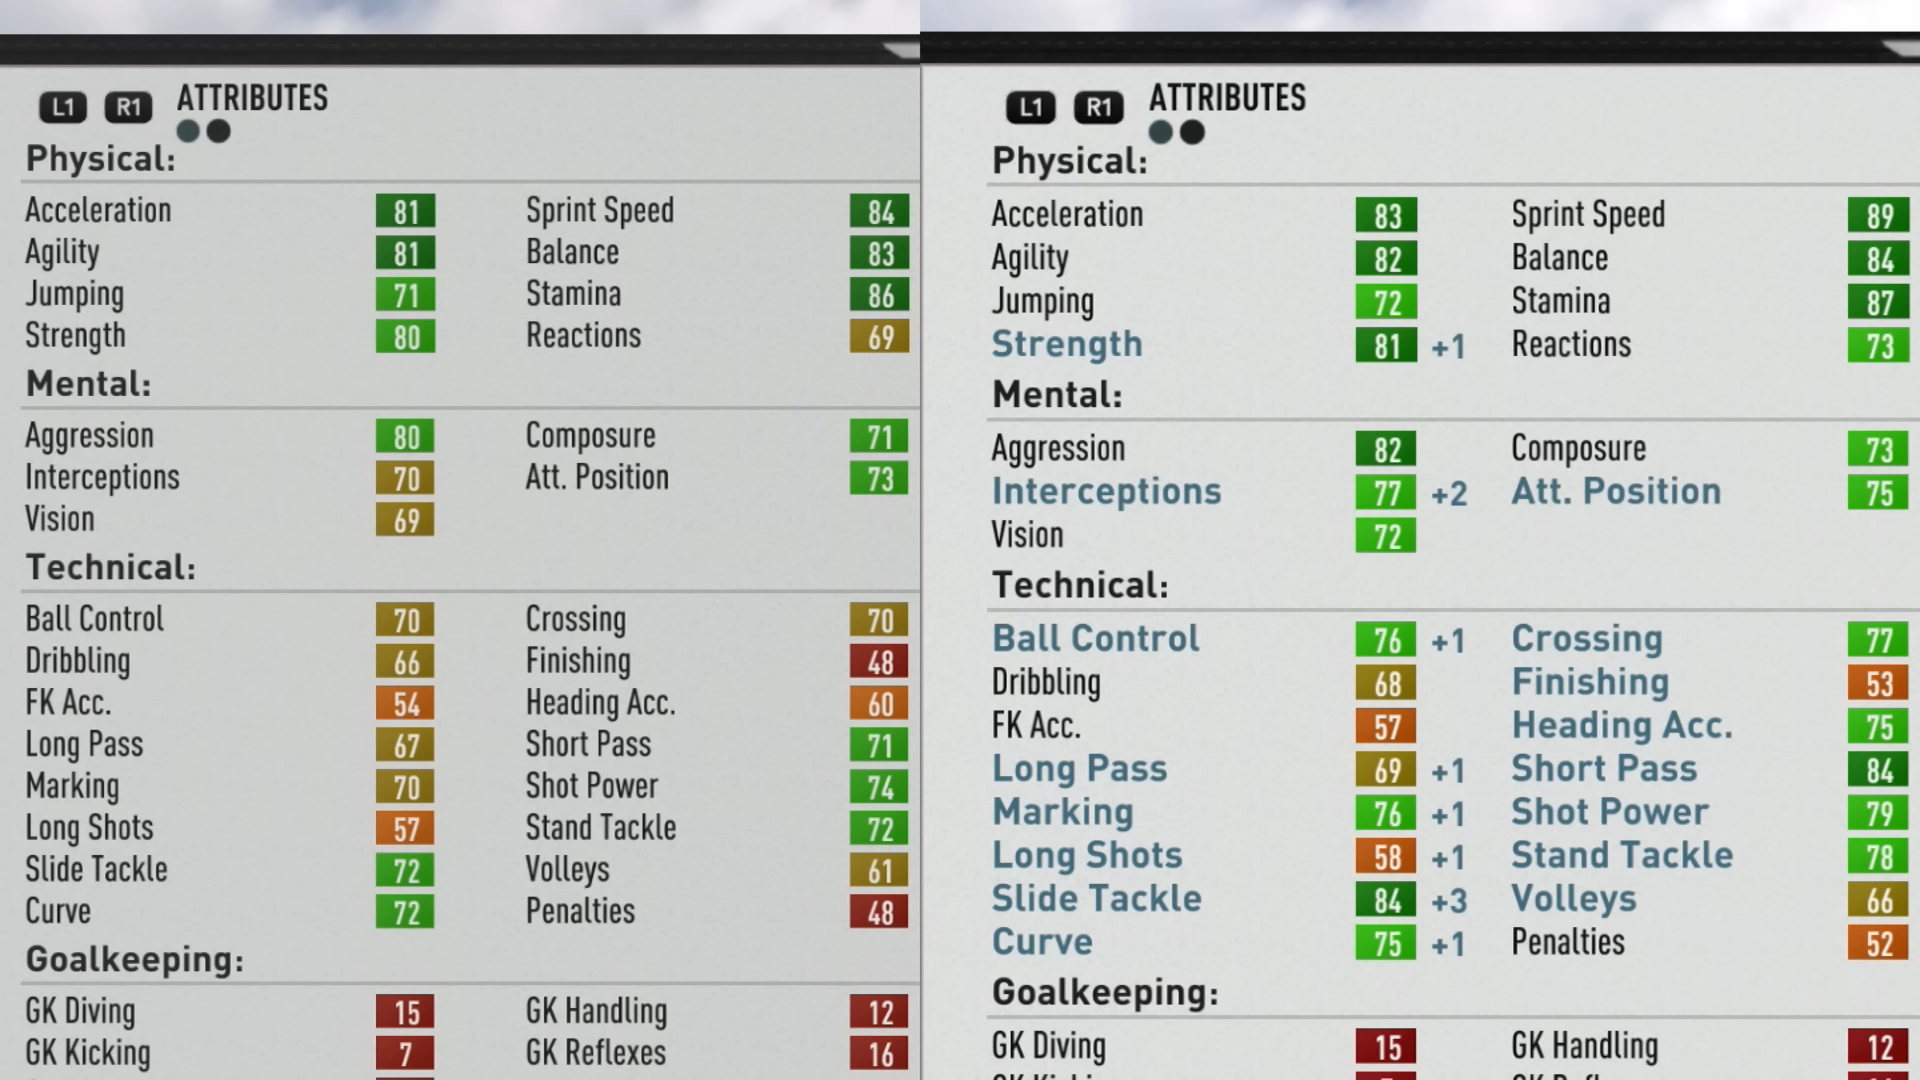 L1 R1 ATTRIBUTES
Physical:
Acceleration 81 Sprint Speed 84
Agility 81 Balance 83
Jumping 71 Stamina 86
Strength 80 Reactions 69
Mental:
Aggression 80 Composure 71
Interceptions 70 Att. Position 73
Vision 69
Technical:
Ball Control 70 Crossing 70
Dribbling 66 Finishing 48
FK Acc. 54 Heading Acc. 60
Long Pass 67 Short Pass 71
Marking 70 Shot Power 74
Long Shots 57 Stand Tackle 72
Slide Tackle 72 Volleys 61
Curve 72 Penalties 48
Goalkeeping:
GK Diving 15 GK Handling 12
GK Kicking 7 GK Reflexes 16
L1 R1 ATTRIBUTES
Physical:
Acceleration 83 Sprint Speed 89
Agility 82 Balance 84
Jumping 72 Stamina 87
Strength 81 +1 Reactions 73
Mental:
Aggression 82 Composure 73
Interceptions 77 +2 Att. Position 75
Vision 72
Technical:
Ball Control 76 +1 Crossing 77
Dribbling 68 Finishing 53
FK Acc. 57 Heading Acc. 75
Long Pass 69 +1 Short Pass 84
Marking 76 +1 Shot Power 79
Long Shots 58 +1 Stand Tackle 78
Slide Tackle 84 +3 Volleys 66
Curve 75 +1 Penalties 52
Goalkeeping:
GK Diving 15 GK Handling 12